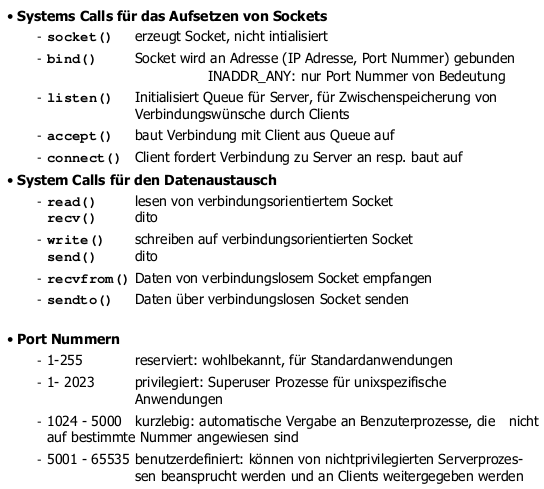 • Systems Calls für das Aufsetzen von Sockets
- socket() erzeugt Socket, nicht intialisiert
- bind() Socket wird an Adresse (IP Adresse, Port Nummer) gebunden
INADDR_ANY: nur Port Nummer von Bedeutung
- listen() Initialisiert Queue für Server, für Zwischenspeicherung von
Verbindungswünsche durch Clients
- accept() baut Verbindung mit Client aus Queue auf
- connect() Client fordert Verbindung zu Server an resp. baut auf
• System Calls für den Datenaustausch
- read() lesen von verbindungsorientiertem Socket
recv() dito
- write() schreiben auf verbindungsorientierten Socket
send() dito
- recvfrom() Daten von verbindungslosem Socket empfangen
- sendto() Daten über verbindungslosen Socket senden
• Port Nummern
- 1-255 reserviert: wohlbekannt, für Standardanwendungen
- 1- 2023 privilegiert: Superuser Prozesse für unixspezifische
Anwendungen
- 1024 - 5000 kurzlebig: automatische Vergabe an Benzuterprozesse, die nicht
auf bestimmte Nummer angewiesen sind
- 5001 - 65535 benutzerdefiniert: können von nichtprivilegierten Serverprozes-
sen beansprucht werden und an Clients weitergegeben werden